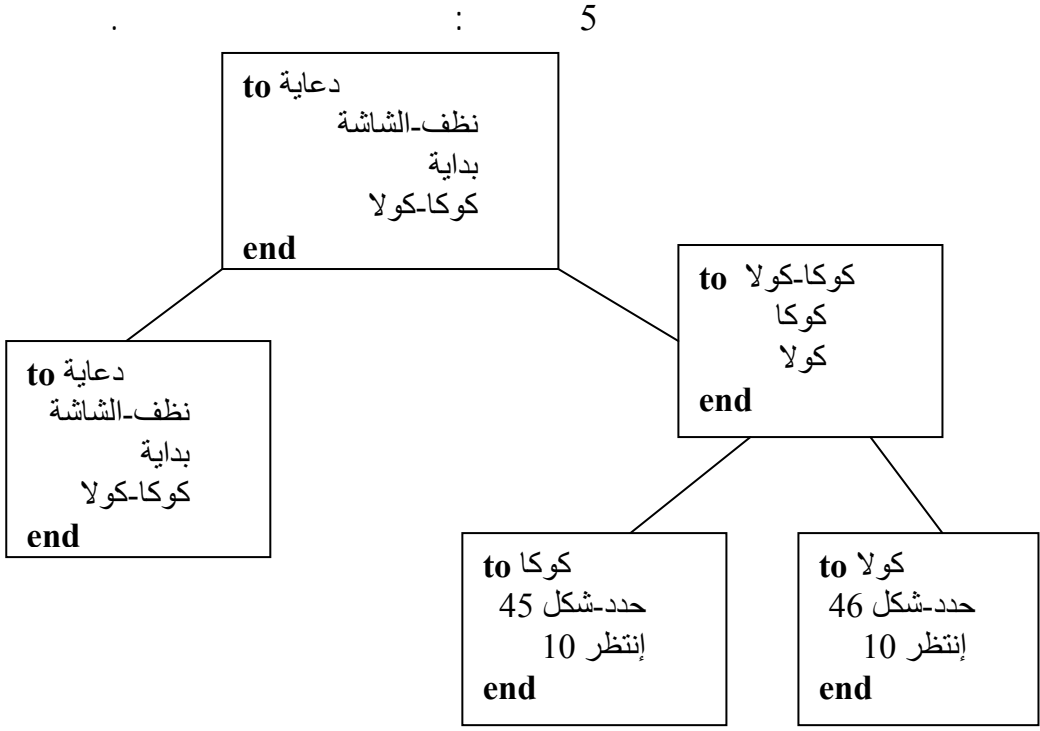 5 : .
to دعاية
نظف-الشاشة
بداية
كوكا-كولا
end
to كوكا-كولا
كوكا
كولا
end
to دعاية
نظف-الشاشة
بداية
كوكا-كولا
end
to كوكا
حدد-شكل 45
إنتظر 10
end
to كولا
حدد-شكل 46
إنتظر 10
end